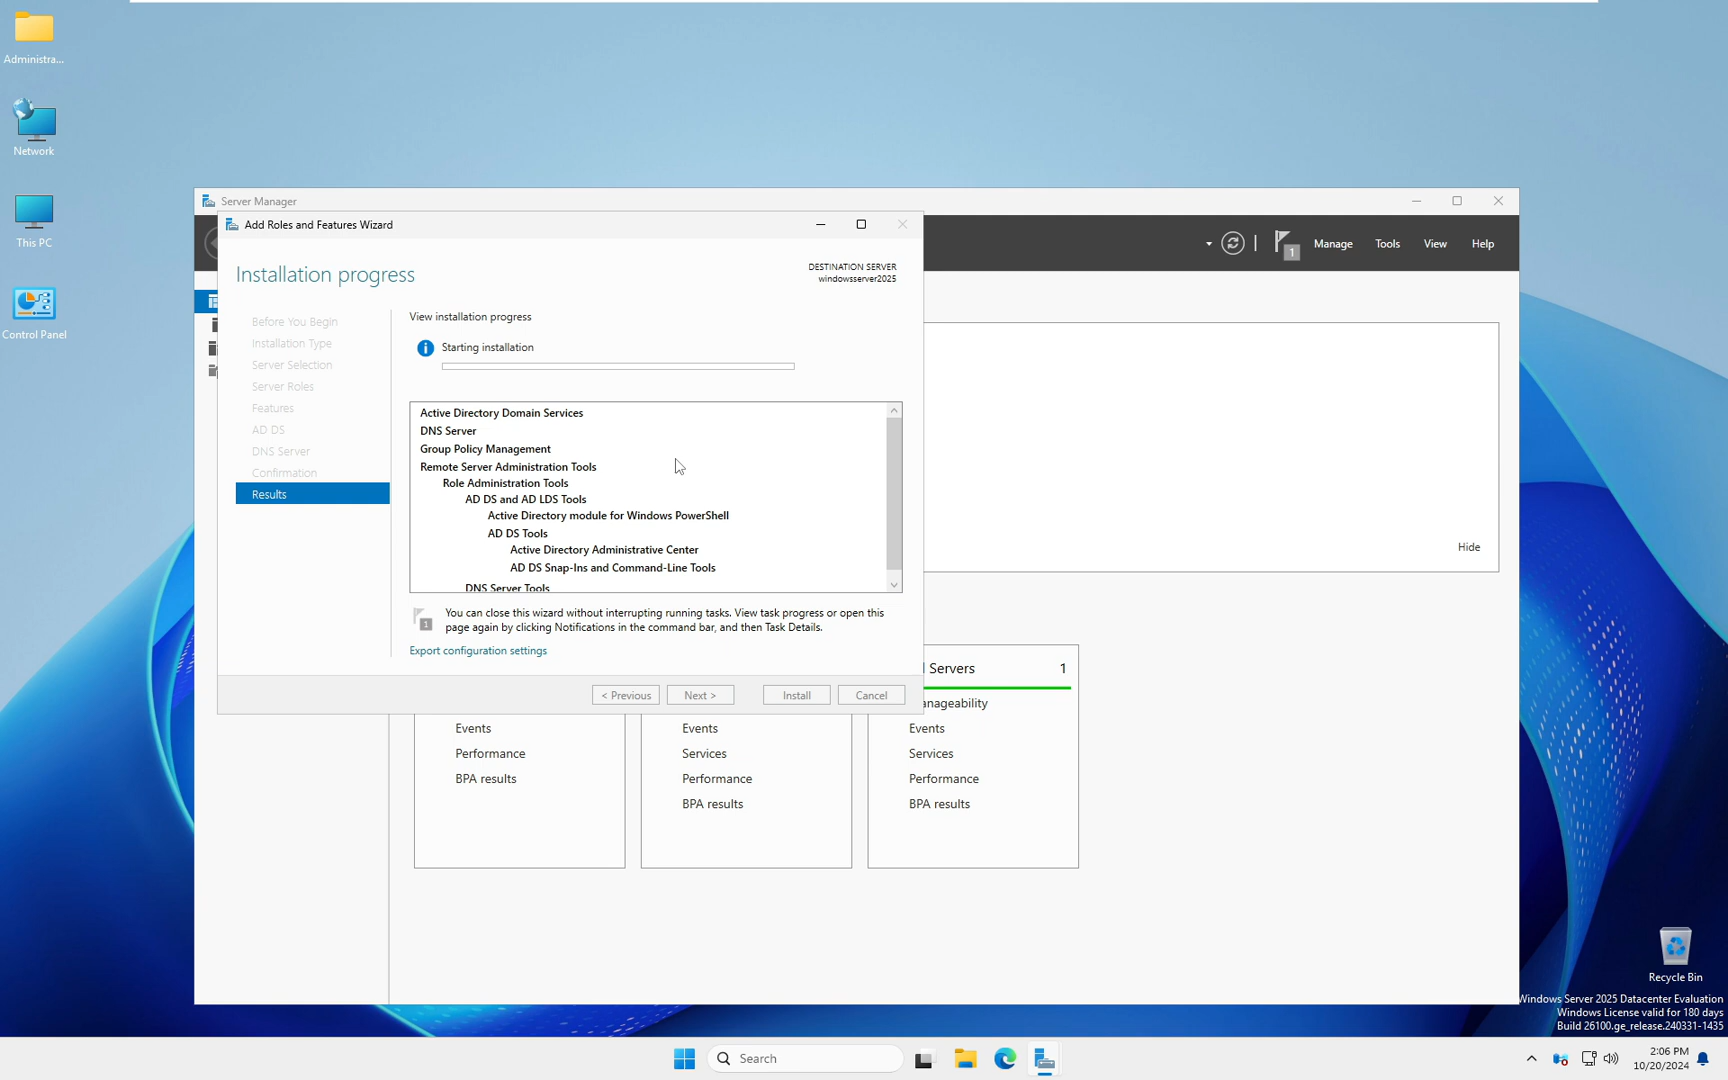 Administra...
Network
This PC
Control Panel
Server Manager
Add Roles and Features Wizard
Manage
Tools
View
Help
1
Installation progress
DESTINATION SERVER
windowsserver2025
Before You Begin
Installation Type
Server Selection
Server Roles
Features
AD DS
DNS Server
Confirmation
Results
View installation progress
Starting installation
Active Directory Domain Services
DNS Server
Group Policy Management
Remote Server Administration Tools
Role Administration Tools
AD DS and AD LDS Tools
Active Directory module for Windows PowerShell
AD DS Tools
Active Directory Administrative Center
AD DS Snap-Ins and Command-Line Tools
DNS Server Tools
1
You can close this wizard without interrupting running tasks. View task progress or open this
page again by clicking Notifications in the command bar, and then Task Details.
Export configuration settings
< Previous
Next >
Install
Cancel
Hide
Servers 1
anageability
Events
Performance
BPA results
Events
Services
Performance
BPA results
Events
Services
Performance
BPA results
Recycle Bin
Windows Server 2025 Datacenter Evaluation
Windows License valid for 180 days
Build 26100.ge_release.240331-1435
Search
2:06 PM
10/20/2024